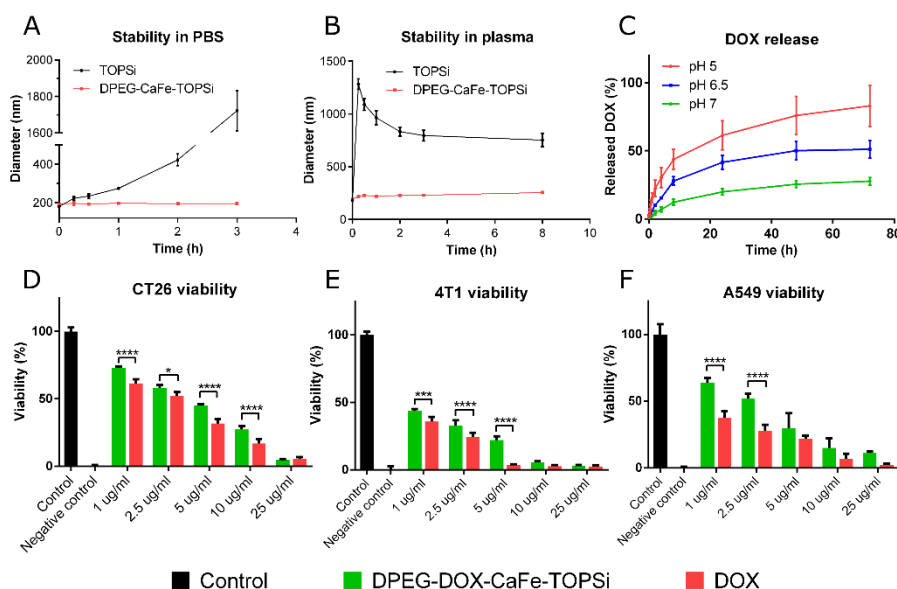 A
Stability in PBS
TOPSi
DPEG-CaFe-TOPSi
Diameter (nm)
2000
1800
1600
400
200
0
0
1
2
3
4
Time (h)
B
Stability in plasma
TOPSi
DPEG-CaFe-TOPSi
Diameter (nm)
1500
1000
500
0
0
2
4
6
8
10
Time (h)
C
DOX release
pH 5
pH 6.5
pH 7
Released DOX (%)
100
50
0
0
20
40
60
80
Time (h)
D
CT26 viability
Viability (%)
100
50
0
****
*
****
****
Control
Negative control
1 ug/ml
2.5 ug/ml
5 ug/ml
10 ug/ml
25 ug/ml
E
4T1 viability
Viability (%)
100
50
0
***
****
****
Control
Negative control
1 ug/ml
2.5 ug/ml
5 ug/ml
10 ug/ml
25 ug/ml
F
A549 viability
Viability (%)
100
50
0
****
****
Control
Negative control
1 ug/ml
2.5 ug/ml
5 ug/ml
10 ug/ml
25 ug/ml
Control
DPEG-DOX-CaFe-TOPSi
DOX